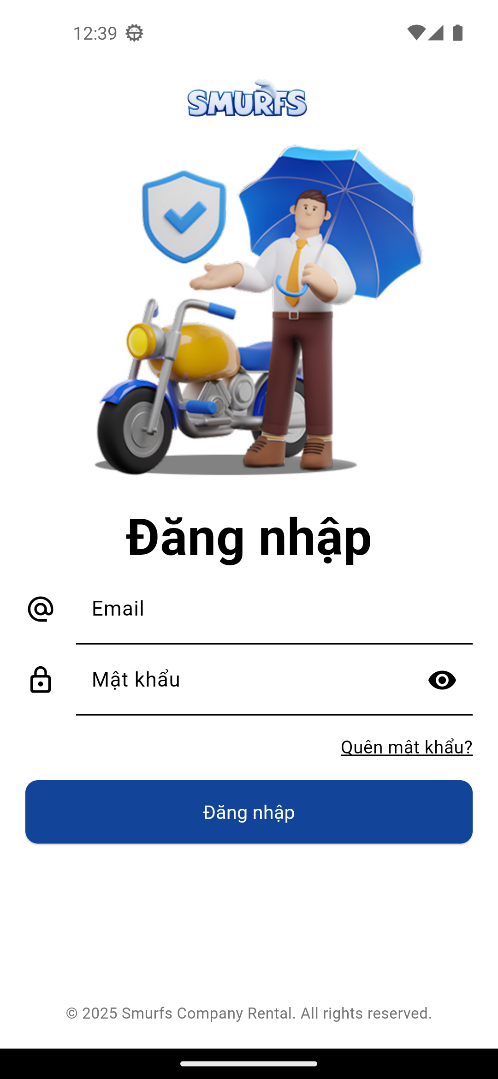 12:39
SMURFS
Đăng nhập
Email
Mật khẩu
Quên mật khẩu?
Đăng nhập
© 2025 Smurfs Company Rental. All rights reserved.